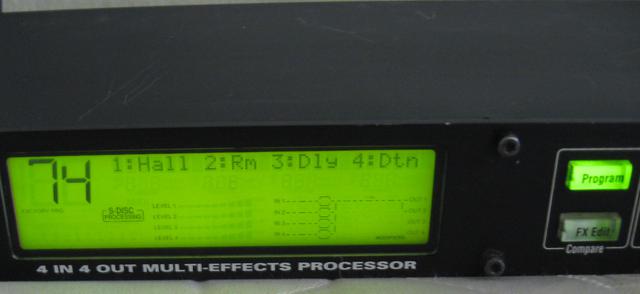 74 1:Hall 2:Rm 3:Dly 4:Dtn
FACTORY PRG
S-DISC
PROCESSING
LEVEL 1
LEVEL 2
LEVEL 3
LEVEL 4
IN 1
IN 2
IN 3
IN 4
OUT 1
OUT 2
OUT 3
OUT 4
MODIFIERS
4 IN 4 OUT MULTI-EFFECTS PROCESSOR
Program
FX Edit
Compare